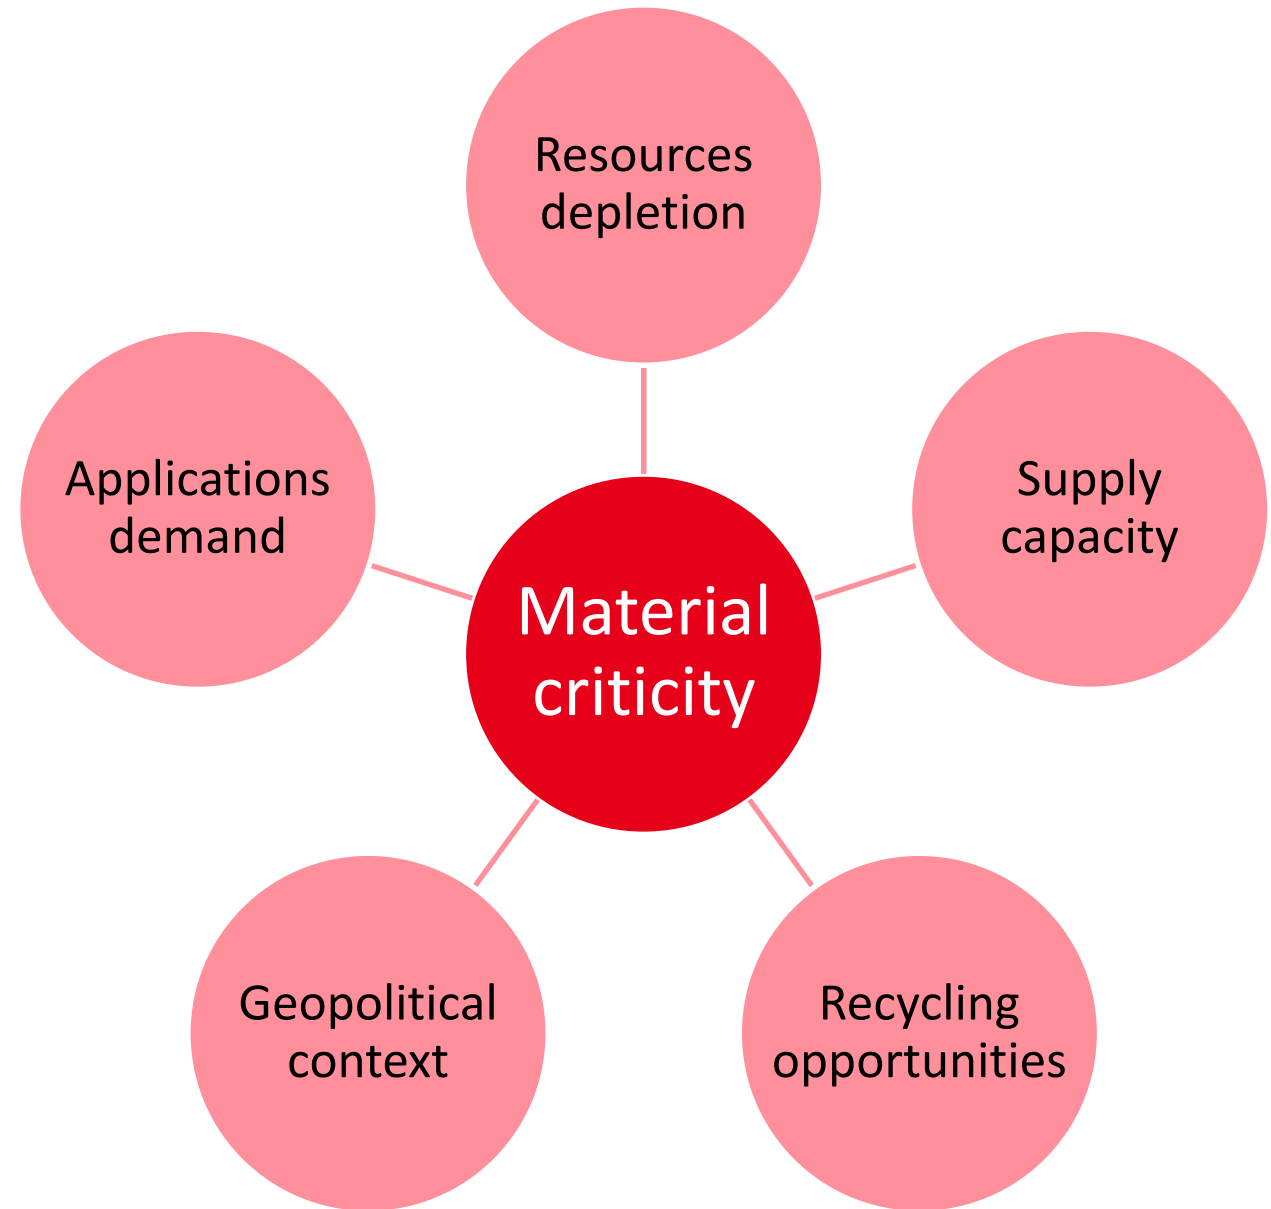 Resources
depletion
Applications
demand
Supply
capacity
Material
criticity
Geopolitical
context
Recycling
opportunities